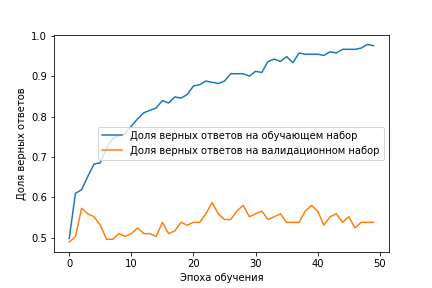 1.0
0.9
0.8
0.7
0.6
0.5
Доля верных ответов
Доля верных ответов на обучающем набор
Доля верных ответов на валидационном набор
0 10 20 30 40 50
Эпоха обучения